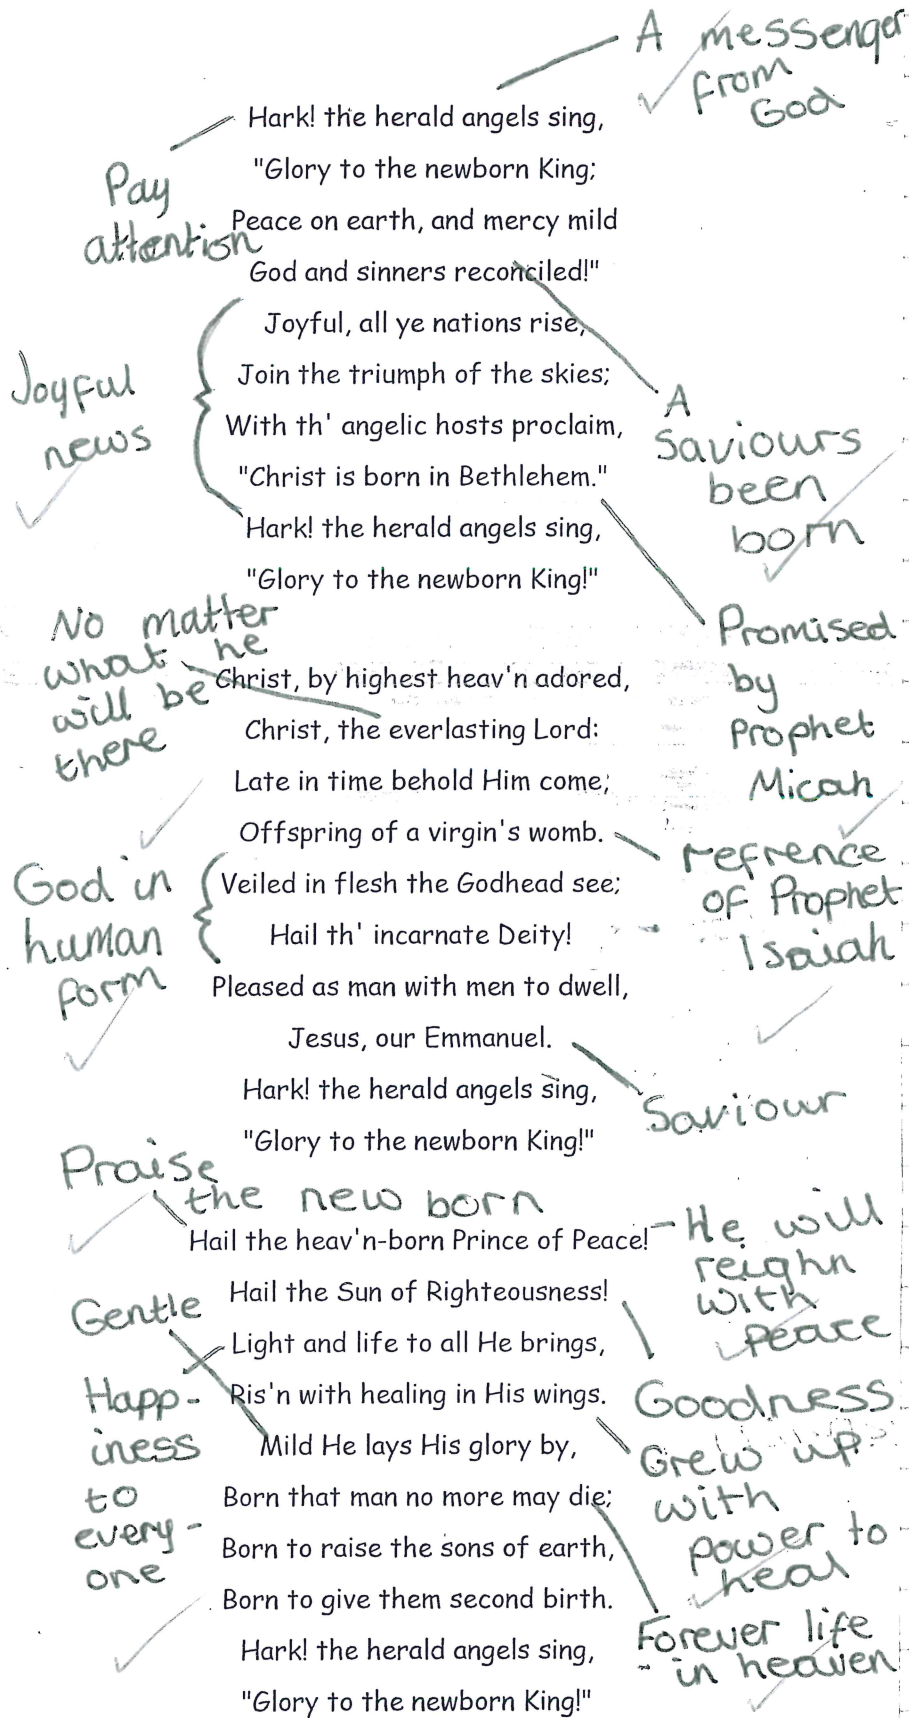 A messenger
from
God
Hark! the herald angels sing,
"Glory to the newborn King;
Pay
attention
Peace on earth, and mercy mild
God and sinners reconciled!"
Joyful, all ye nations rise,
Join the triumph of the skies;
With th' angelic hosts proclaim,
"Christ is born in Bethlehem."
Hark! the herald angels sing,
"Glory to the newborn King!"
Joyful
news
A
Saviours
been
born
No matter
what he
will be
there
Promised
by
Prophet
Micah
Christ, by highest heav'n adored,
Christ, the everlasting Lord:
Late in time behold Him come;
Offspring of a virgin's womb.
Veiled in flesh the Godhead see;
Hail th' incarnate Deity!
Pleased as man with men to dwell,
Jesus, our Emmanuel.
Hark! the herald angels sing,
"Glory to the newborn King!"
God in
human
form
refrence
of Prophet
Isaiah
Saviour
Praise
the new born
Hail the heav'n-born Prince of Peace!
Hail the Sun of Righteousness!
Light and life to all He brings,
Ris'n with healing in His wings.
Mild He lays His glory by,
Born that man no more may die;
Born to raise the sons of earth,
Born to give them second birth.
Hark! the herald angels sing,
"Glory to the newborn King!"
He will
reighn
with
peace
Gentle
Happ-
iness
to
every-
one
Goodness
Grew up
with
power to
heal
Forever life
in heaven